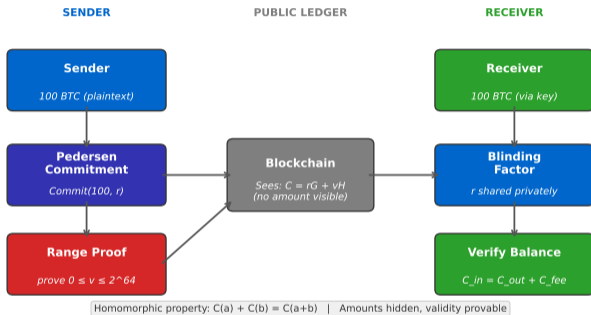 SENDER
PUBLIC LEDGER
RECEIVER
Sender
100 BTC (plaintext)
Receiver
100 BTC (via key)
Pedersen
Commitment
Commit(100, r)
Blockchain
Sees: C = rG + vH
(no amount visible)
Blinding
Factor
r shared privately
Range Proof
prove 0 ≤ v ≤ 2^64
Verify Balance
C_in = C_out + C_fee
Homomorphic property: C(a) + C(b) = C(a+b) | Amounts hidden, validity provable